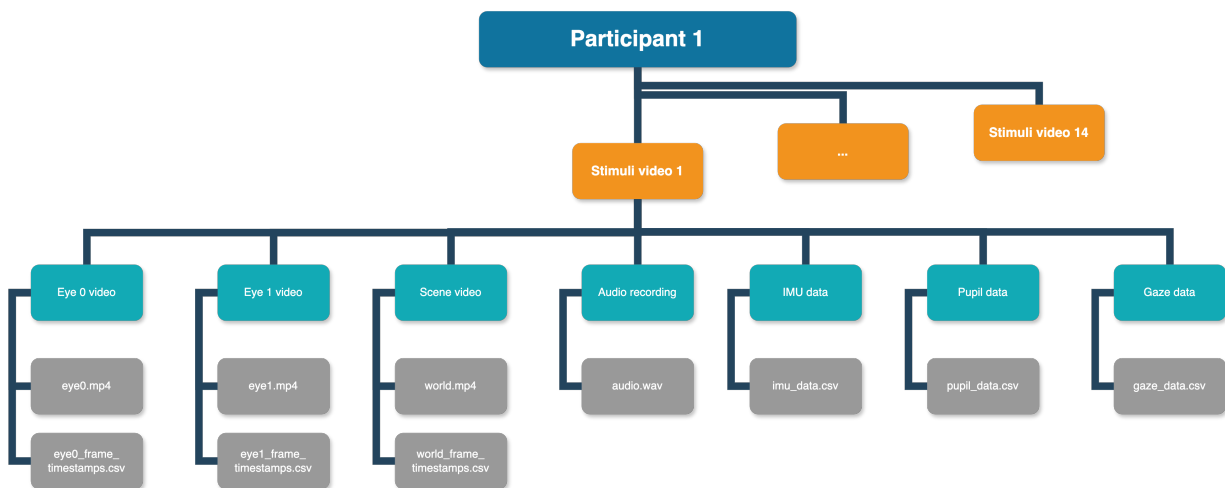 Participant 1
Stimuli video 14
...
Stimuli video 1
Eye 0 video
Eye 1 video
Scene video
Audio recording
IMU data
Pupil data
Gaze data
eye0.mp4
eye1.mp4
world.mp4
audio.wav
imu_data.csv
pupil_data.csv
gaze_data.csv
eye0_frame_
timestamps.csv
eye1_frame_
timestamps.csv
world_frame_
timestamps.csv